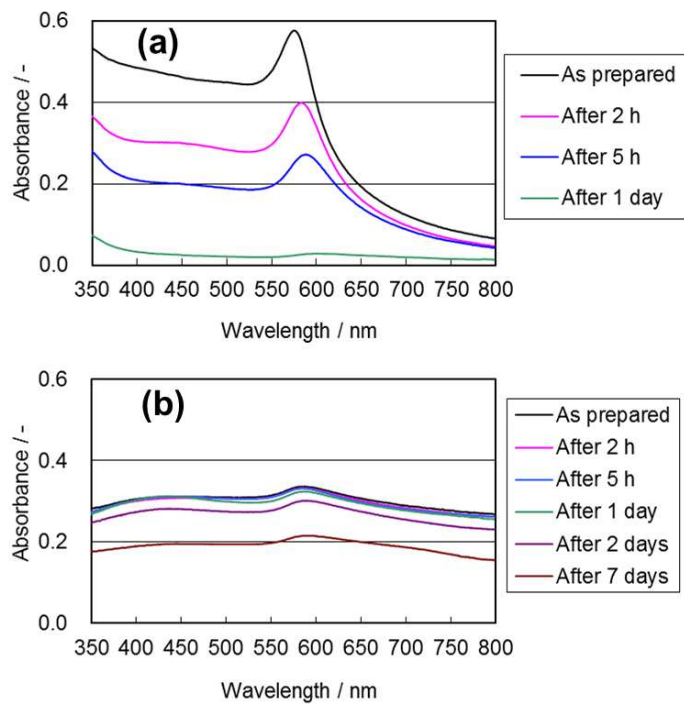 (a)
Absorbance / -
0.6
0.4
0.2
0.0
350 400 450 500 550 600 650 700 750 800
Wavelength / nm
As prepared
After 2 h
After 5 h
After 1 day
(b)
Absorbance / -
0.6
0.4
0.2
0.0
350 400 450 500 550 600 650 700 750 800
Wavelength / nm
As prepared
After 2 h
After 5 h
After 1 day
After 2 days
After 7 days